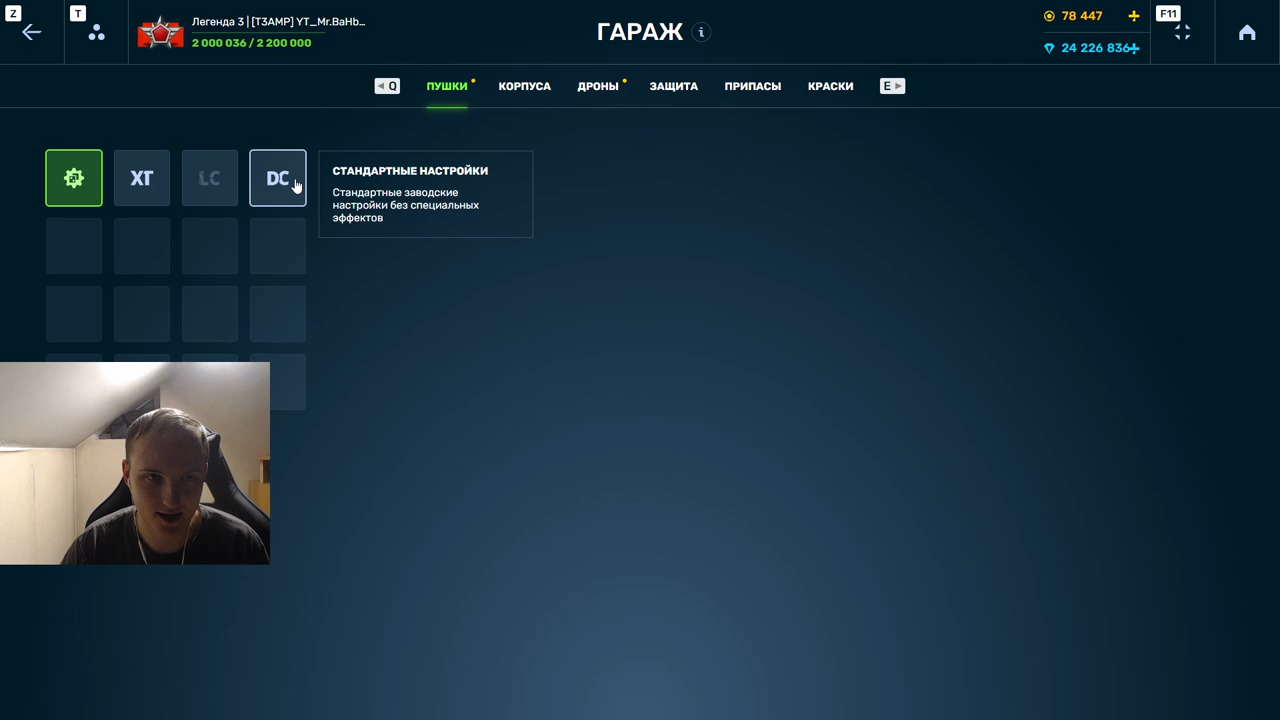 Z
T
Легенда 3 | [T3AMP] YT_Mr.BaHb...
2 000 036 / 2 200 000
ГАРАЖ
i
78 447 +
24 226 836+
F11
Q
ПУШКИ
КОРПУСА
ДРОНЫ
ЗАЩИТА
ПРИПАСЫ
КРАСКИ
E
XT
LC
DC
СТАНДАРТНЫЕ НАСТРОЙКИ
Стандартные заводские
настройки без специальных
эффектов